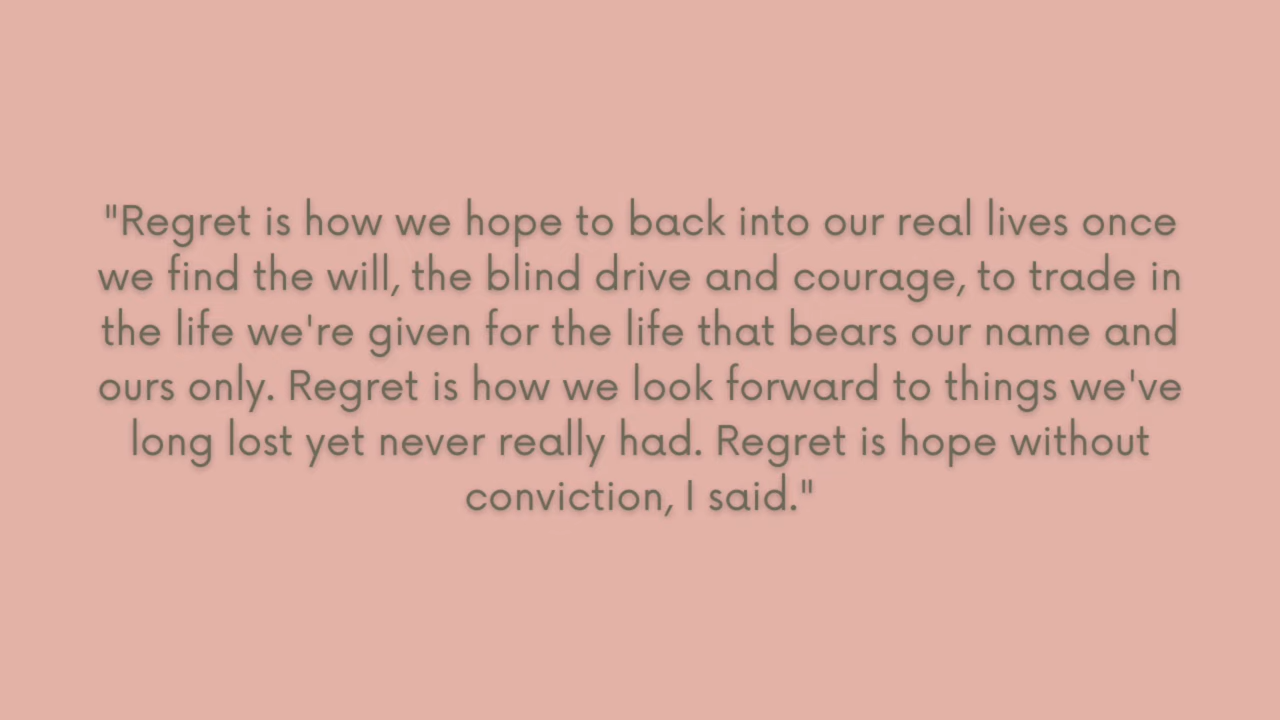 "Regret is how we hope to back into our real lives once
we find the will, the blind drive and courage, to trade in
the life we're given for the life that bears our name and
ours only. Regret is how we look forward to things we've
long lost yet never really had. Regret is hope without
conviction, I said."